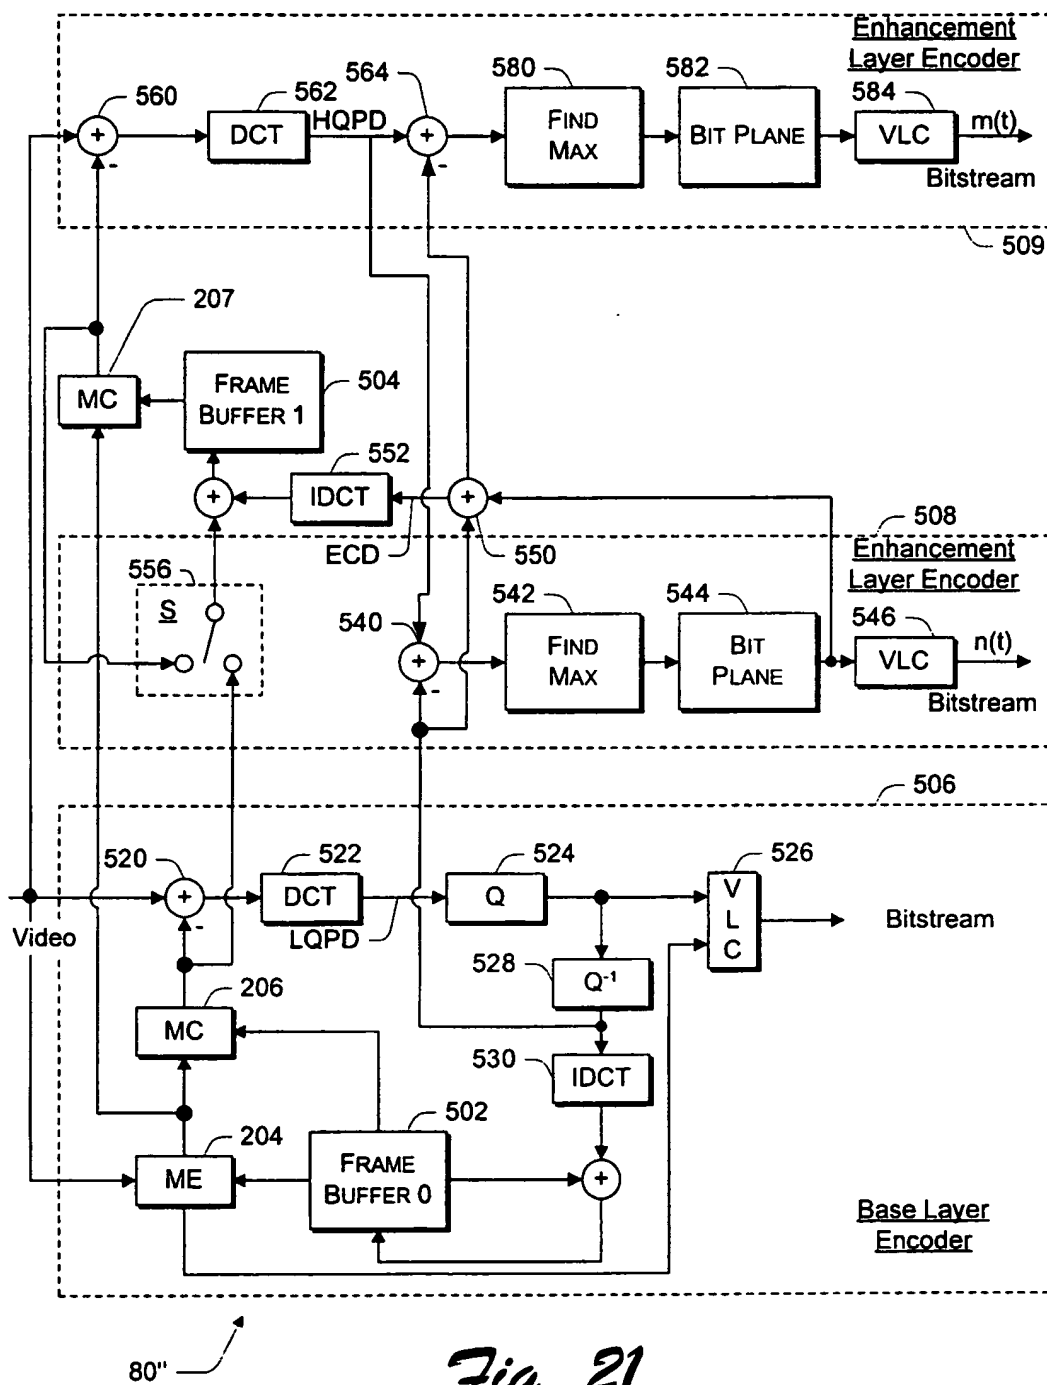 Enhancement
Layer Encoder
560
562
564
580
582
584
+
-
DCT
HQPD
+
-
FIND
MAX
BIT PLANE
VLC
m(t)
Bitstream
509
207
MC
FRAME
BUFFER 1
504
552
+
IDCT
+
ECD
550
508
Enhancement
Layer Encoder
556
S
540
542
544
546
+
-
FIND
MAX
BIT
PLANE
VLC
n(t)
Bitstream
506
520
522
524
526
Video
+
-
DCT
LQPD
Q
V
L
C
Bitstream
528
Q-1
206
MC
530
IDCT
204
ME
502
FRAME
BUFFER 0
+
Base Layer
Encoder
80"
Fig. 21